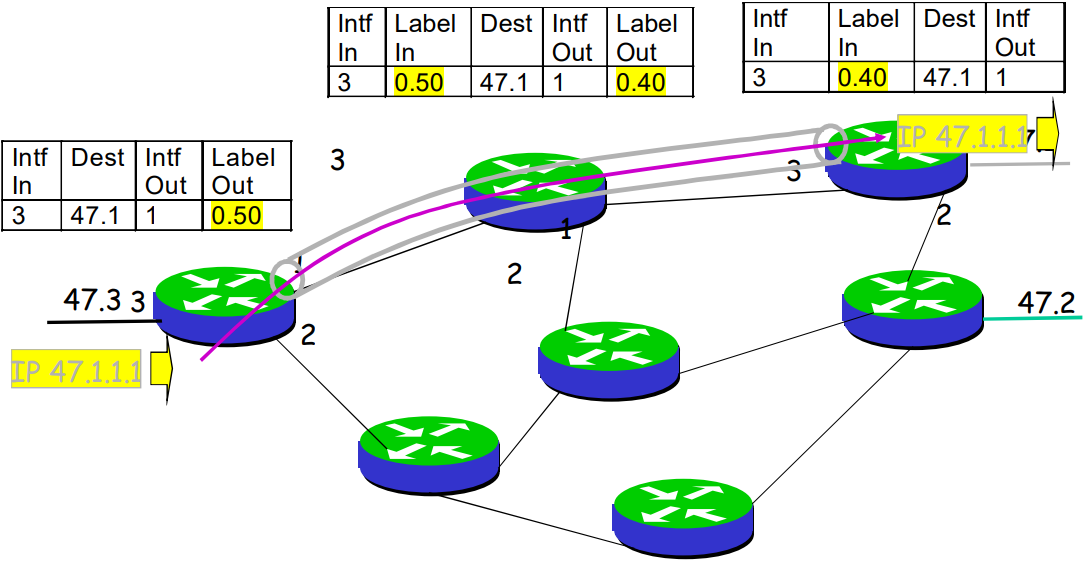 Intf Label Dest Intf Label
In In Out Out
3 0.50 47.1 1 0.40
Intf Label Dest Intf
In In Out
3 0.40 47.1 1
Intf Dest Intf Label
In Out Out
3 47.1 1 0.50
IP 47.1.1.1
3
3
1
2
1
2
47.3 3
2
47.2
IP 47.1.1.1